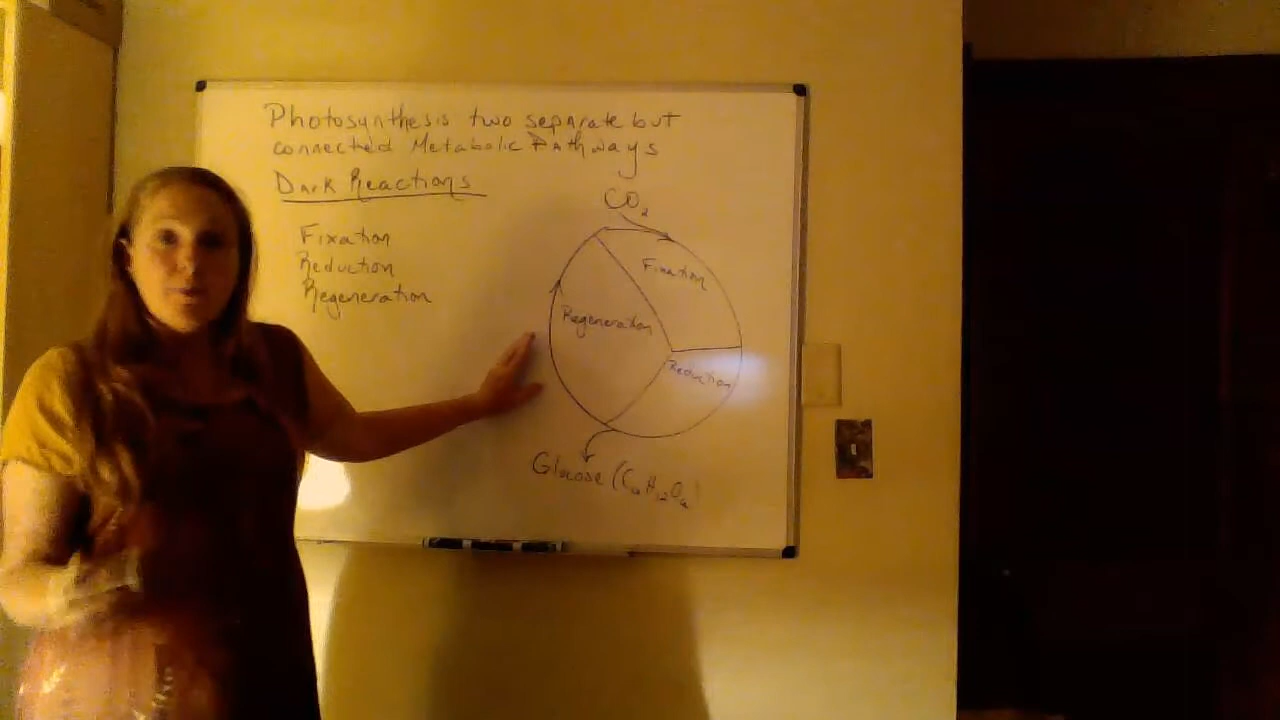 Photosynthesis two separate but
connected Metabolic Pathways
Dark Reactions
Fixation
Reduction
Regeneration
CO₂
Fixation
Regeneration
Reduction
Glucose (C₆H₁₂O₆)